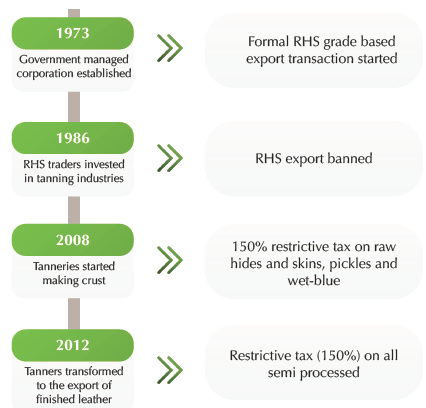 1973
Government managed
corporation established
Formal RHS grade based
export transaction started
1986
RHS traders invested
in tanning industries
RHS export banned
2008
Tanneries started
making crust
150% restrictive tax on raw
hides and skins, pickles and
wet-blue
2012
Tanners transformed
to the export of
finished leather
Restrictive tax (150%) on all
semi processed